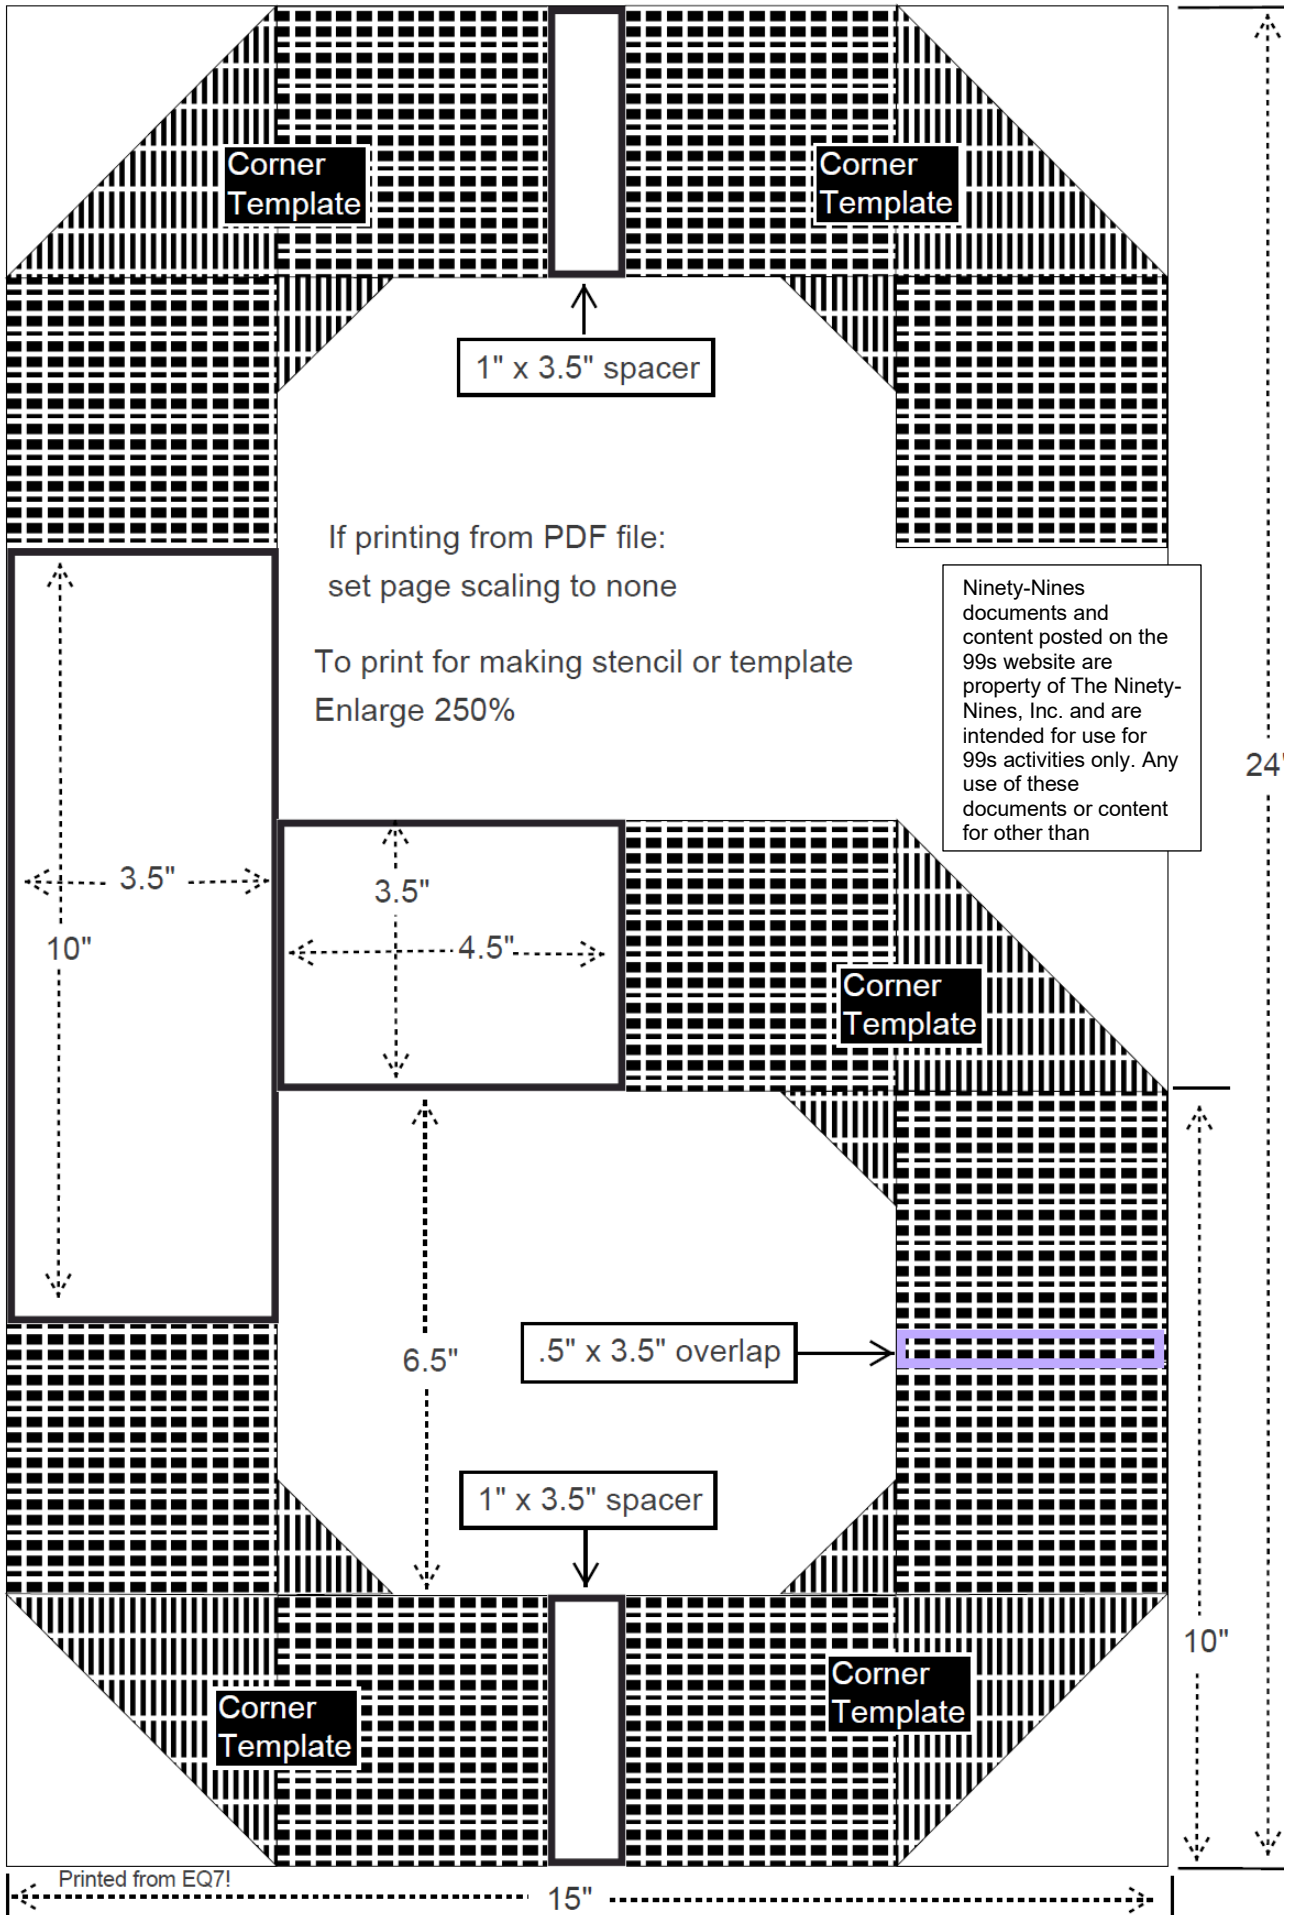 Corner
Template
Corner
Template
1" x 3.5" spacer
If printing from PDF file:
set page scaling to none
To print for making stencil or template
Enlarge 250%
Ninety-Nines
documents and
content posted on the
99s website are
property of The Ninety-
Nines, Inc. and are
intended for use for
99s activities only. Any
use of these
documents or content
for other than
24'
3.5"
10"
3.5"
4.5"
Corner
Template
.5" x 3.5" overlap
6.5"
1" x 3.5" spacer
10"
Corner
Template
Corner
Template
Printed from EQ7!
15"